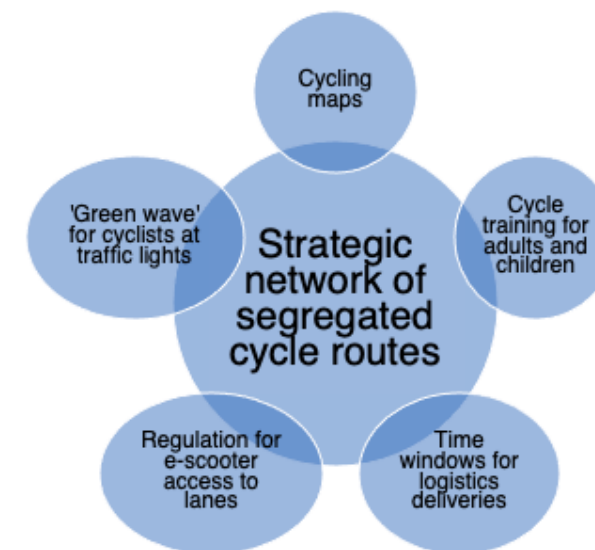 Cycling
maps
'Green wave'
for cyclists at
traffic lights
Cycle
training for
adults and
children
Strategic
network of
segregated
cycle routes
Regulation for
e-scooter
access to
lanes
Time
windows for
logistics
deliveries